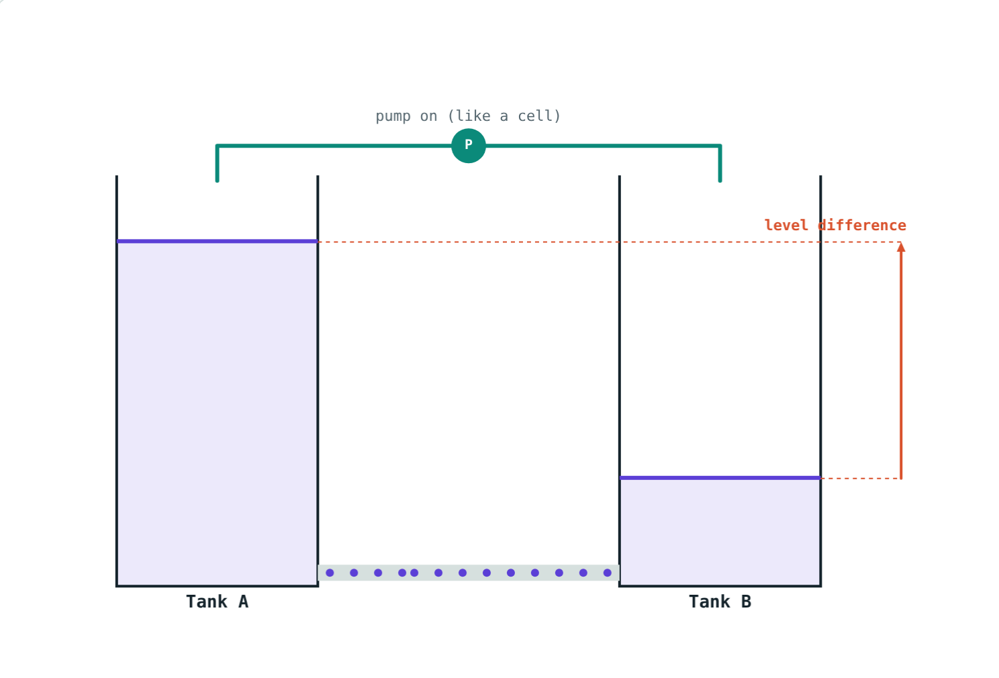 pump on (like a cell)
P
level difference
Tank A
Tank B